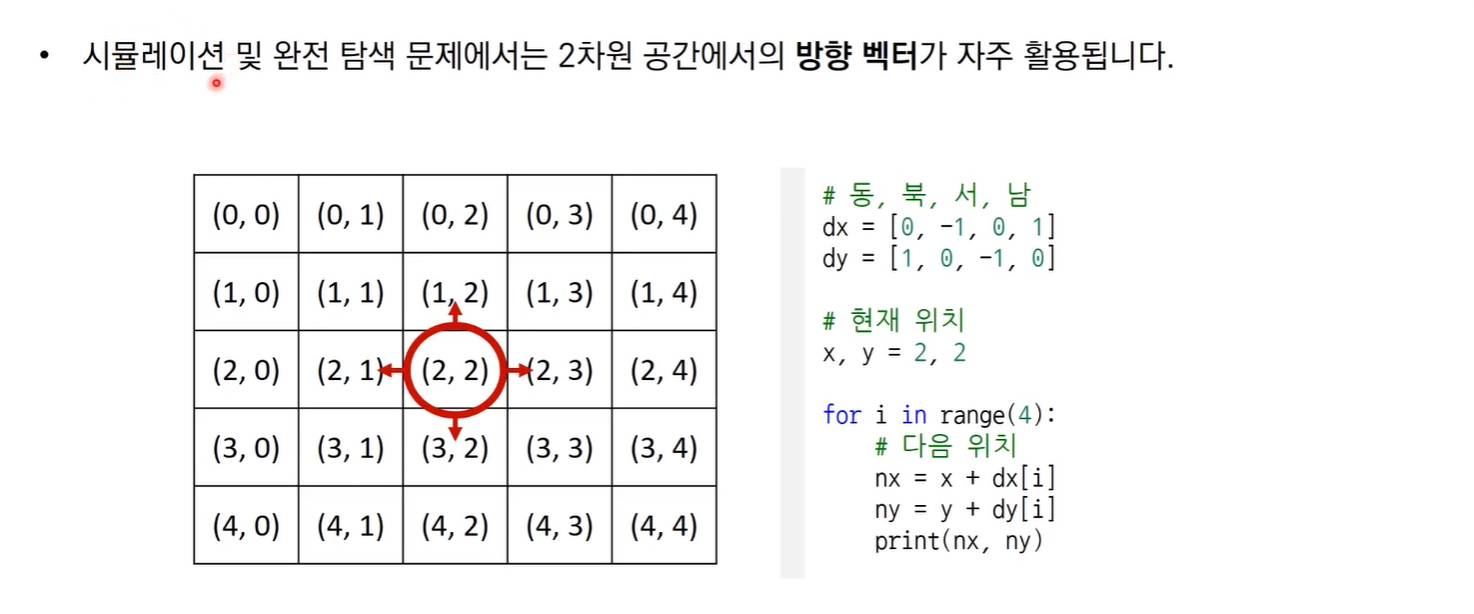 • 시뮬레이션 및 완전 탐색 문제에서는 2차원 공간에서의 방향 벡터가 자주 활용됩니다.
(0, 0) (0, 1) (0, 2) (0, 3) (0, 4)
(1, 0) (1, 1) (1, 2) (1, 3) (1, 4)
(2, 0) (2, 1) (2, 2) (2, 3) (2, 4)
(3, 0) (3, 1) (3, 2) (3, 3) (3, 4)
(4, 0) (4, 1) (4, 2) (4, 3) (4, 4)
# 동, 북, 서, 남
dx = [0, -1, 0, 1]
dy = [1, 0, -1, 0]
# 현재 위치
x, y = 2, 2
for i in range(4):
    # 다음 위치
    nx = x + dx[i]
    ny = y + dy[i]
    print(nx, ny)